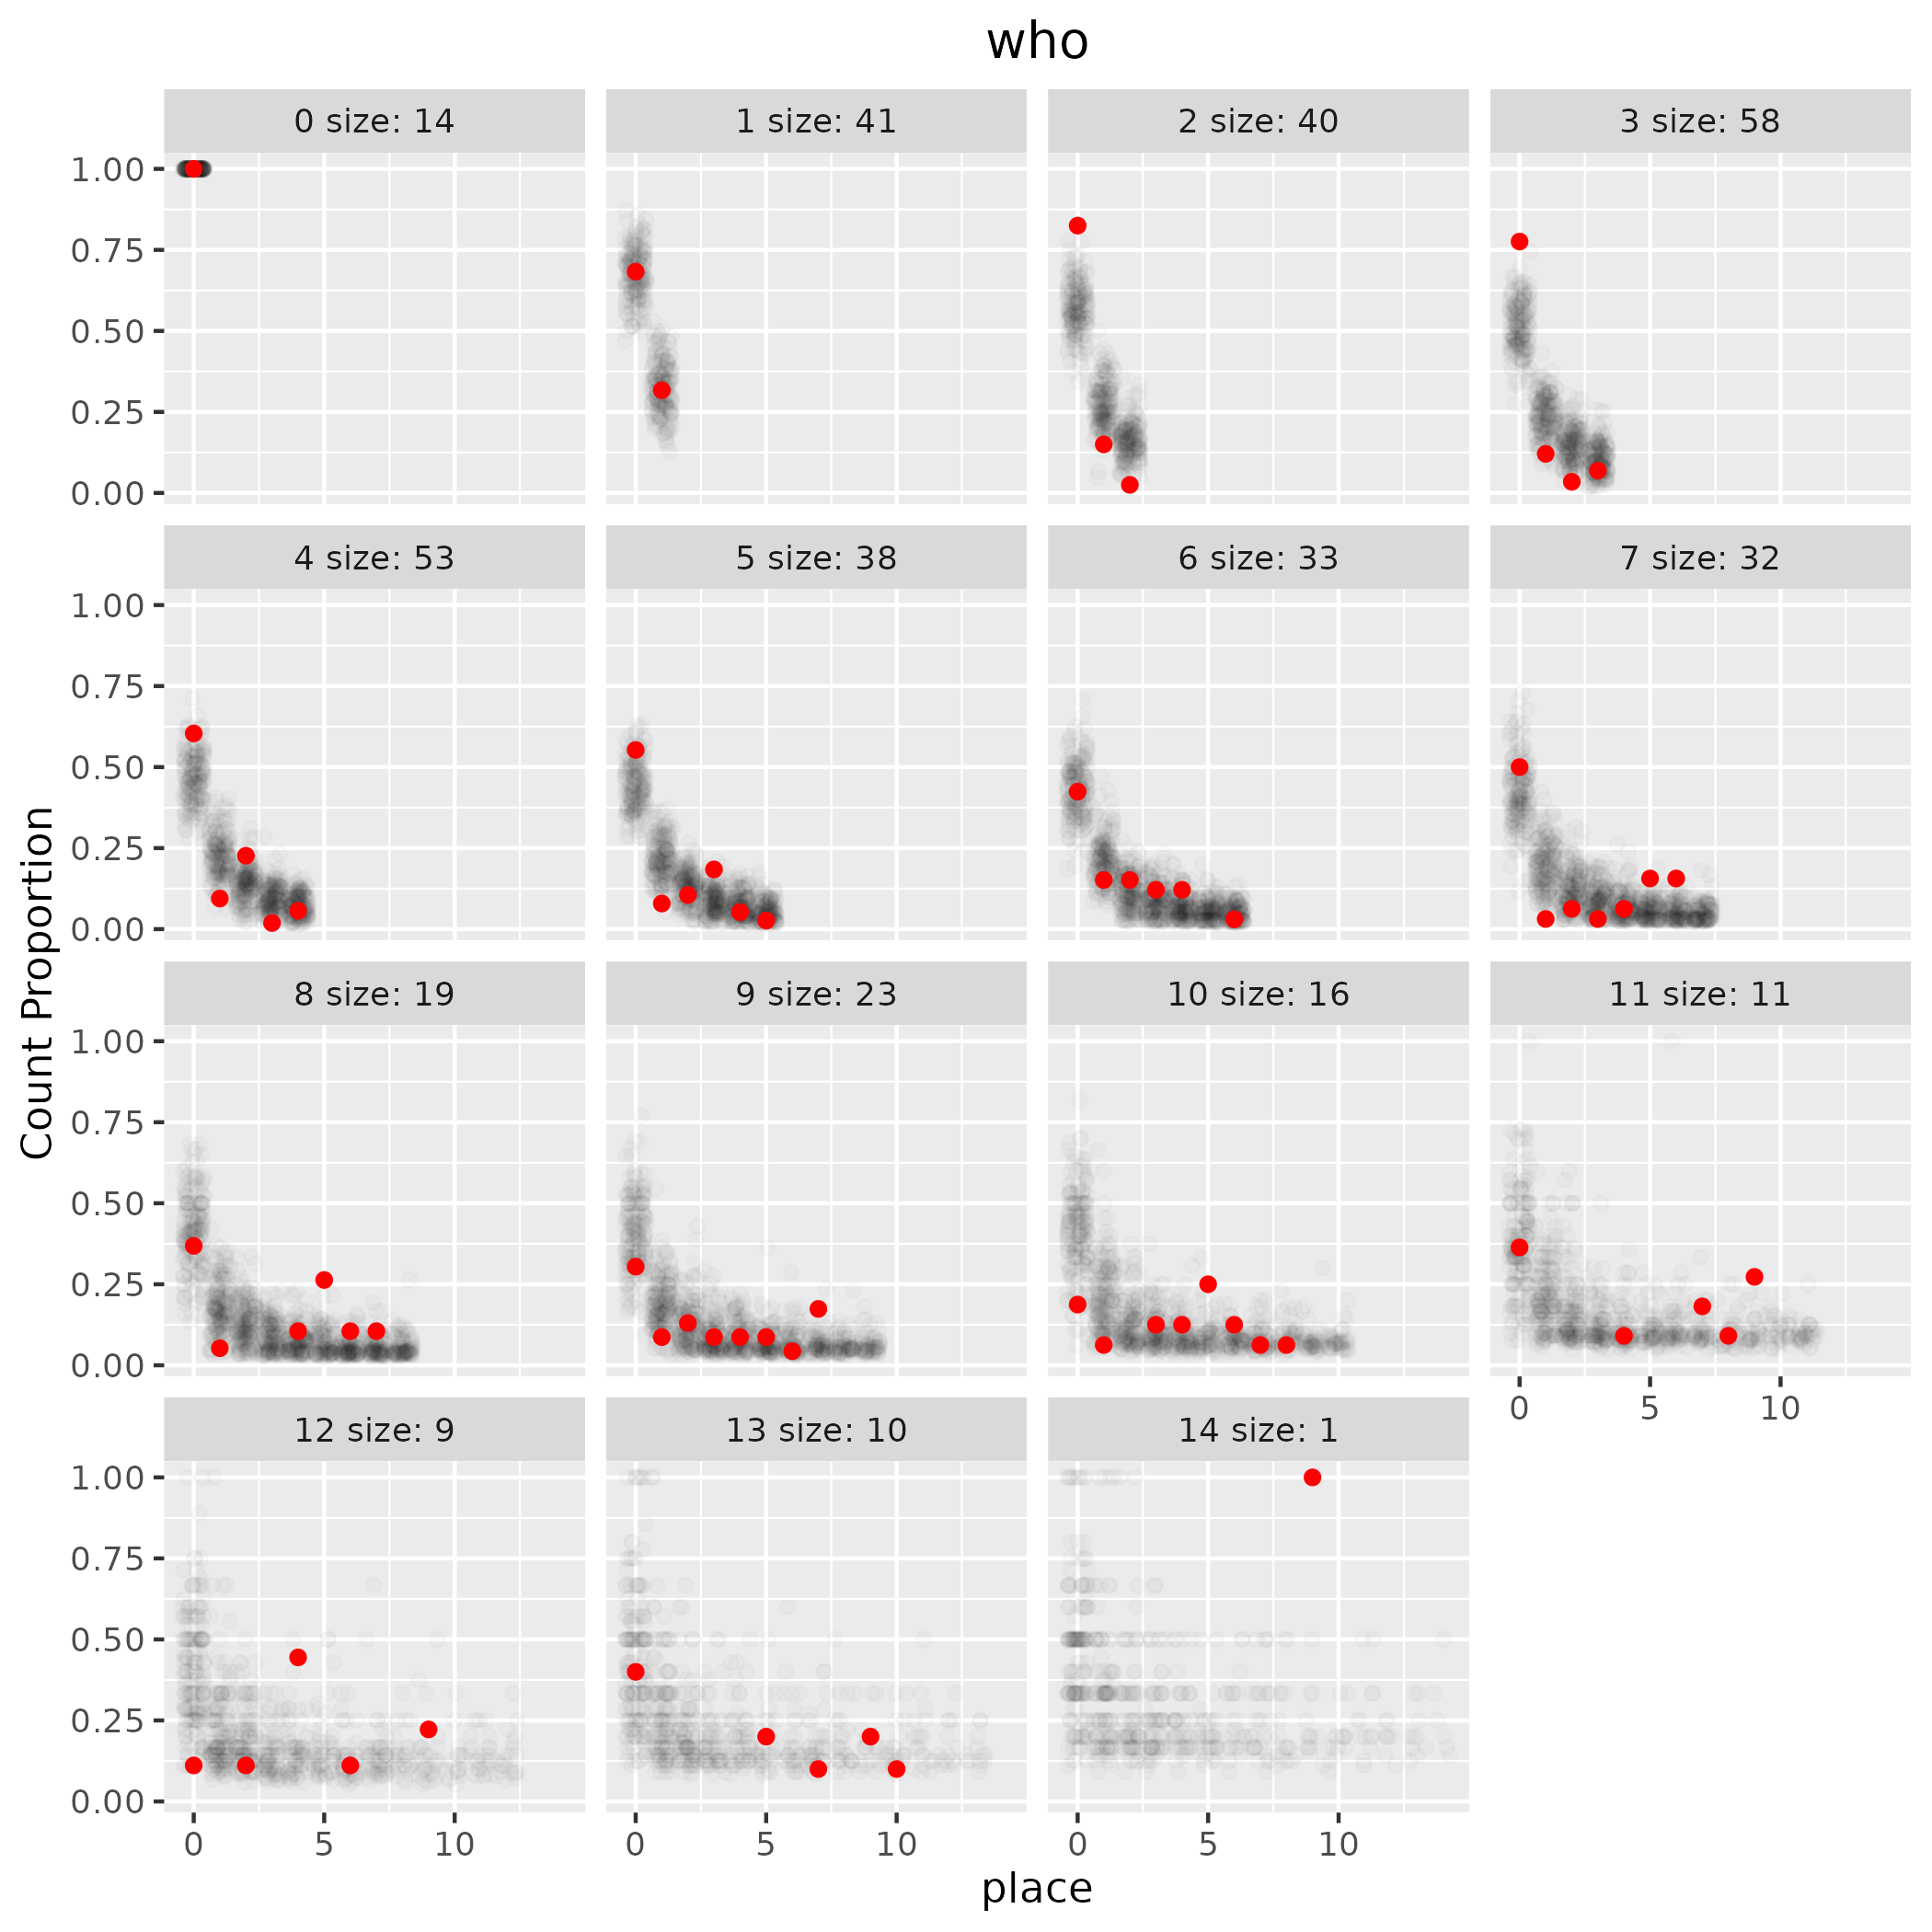 who
0 size: 14
1 size: 41
2 size: 40
3 size: 58
1.00
0.75
0.50
0.25
0.00
4 size: 53
5 size: 38
6 size: 33
7 size: 32
1.00
0.75
0.50
0.25
0.00
Count Proportion
8 size: 19
9 size: 23
10 size: 16
11 size: 11
1.00
0.75
0.50
0.25
0.00
0 5 10
12 size: 9
13 size: 10
14 size: 1
1.00
0.75
0.50
0.25
0.00
0 5 10
0 5 10
0 5 10
place